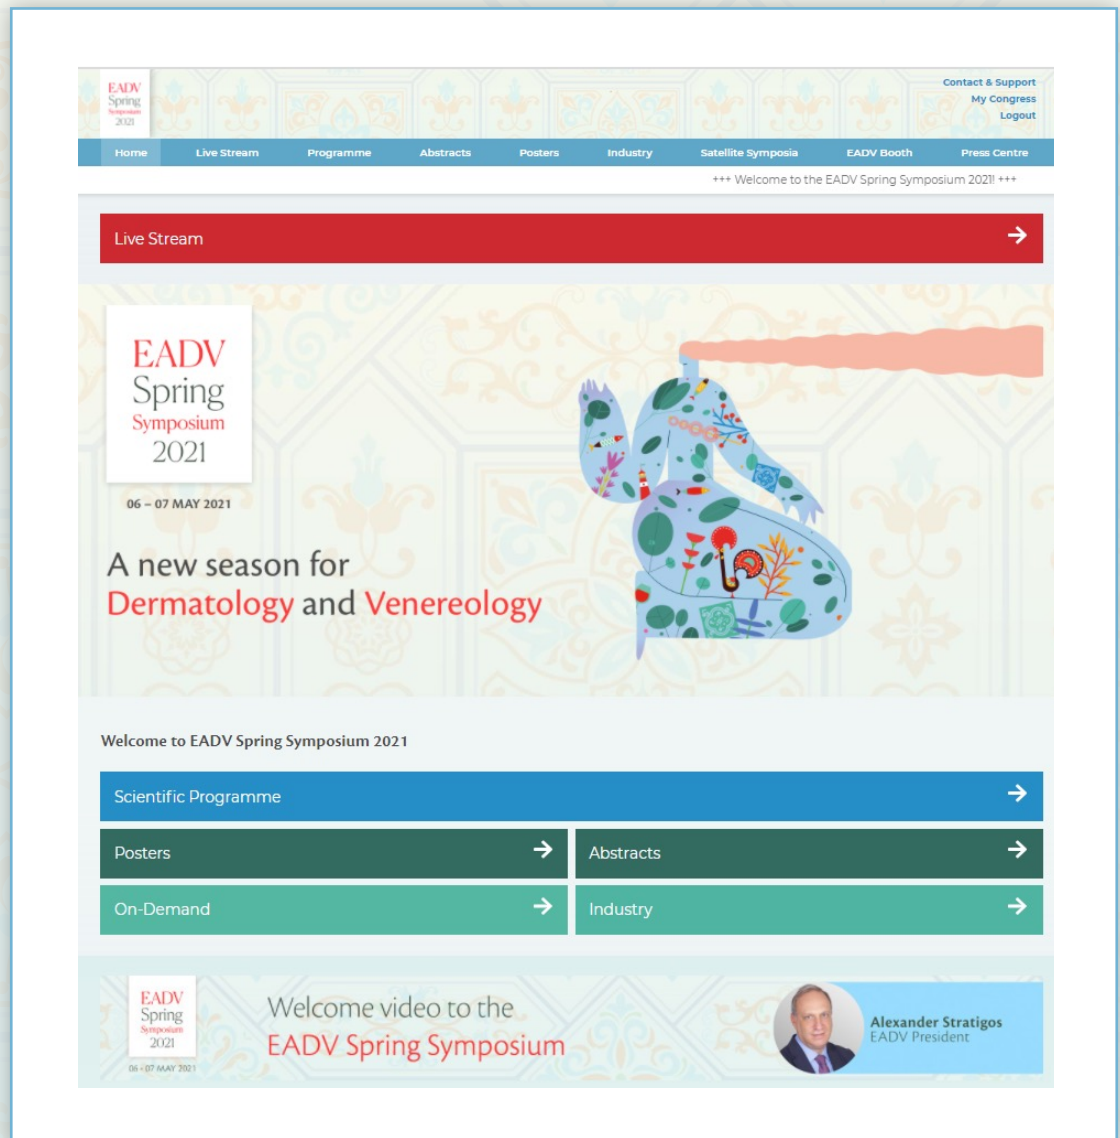 EADV
Spring
Symposium
2021
Contact & Support
My Congress
Logout
Home Live Stream Programme Abstracts Posters Industry Satellite Symposia EADV Booth Press Centre
+++ Welcome to the EADV Spring Symposium 2021! +++
Live Stream
EADV
Spring
Symposium
2021
06 – 07 MAY 2021
A new season for
Dermatology and Venereology
Welcome to EADV Spring Symposium 2021
Scientific Programme
Posters
Abstracts
On-Demand
Industry
EADV
Spring
Symposium
2021
06 – 07 MAY 2021
Welcome video to the
EADV Spring Symposium
Alexander Stratigos
EADV President